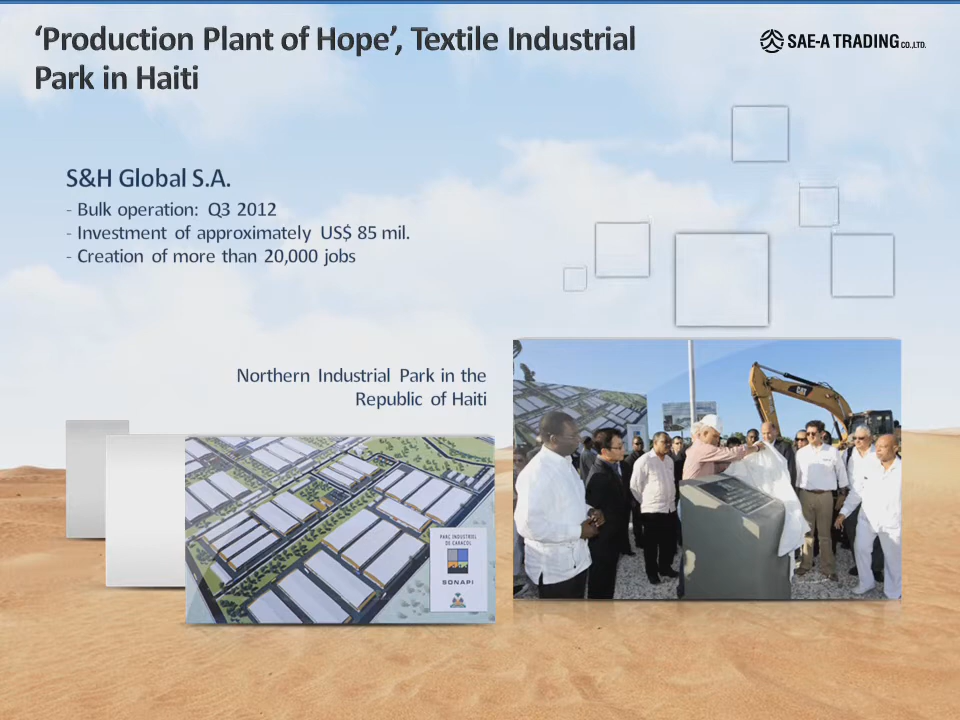 ‘Production Plant of Hope’, Textile Industrial
Park in Haiti
SAE-A TRADING CO.,LTD.
S&H Global S.A.
- Bulk operation: Q3 2012
- Investment of approximately US$ 85 mil.
- Creation of more than 20,000 jobs
Northern Industrial Park in the
Republic of Haiti
CAT
PARC INDUSTRIEL
DE CARACOL
SONAPI